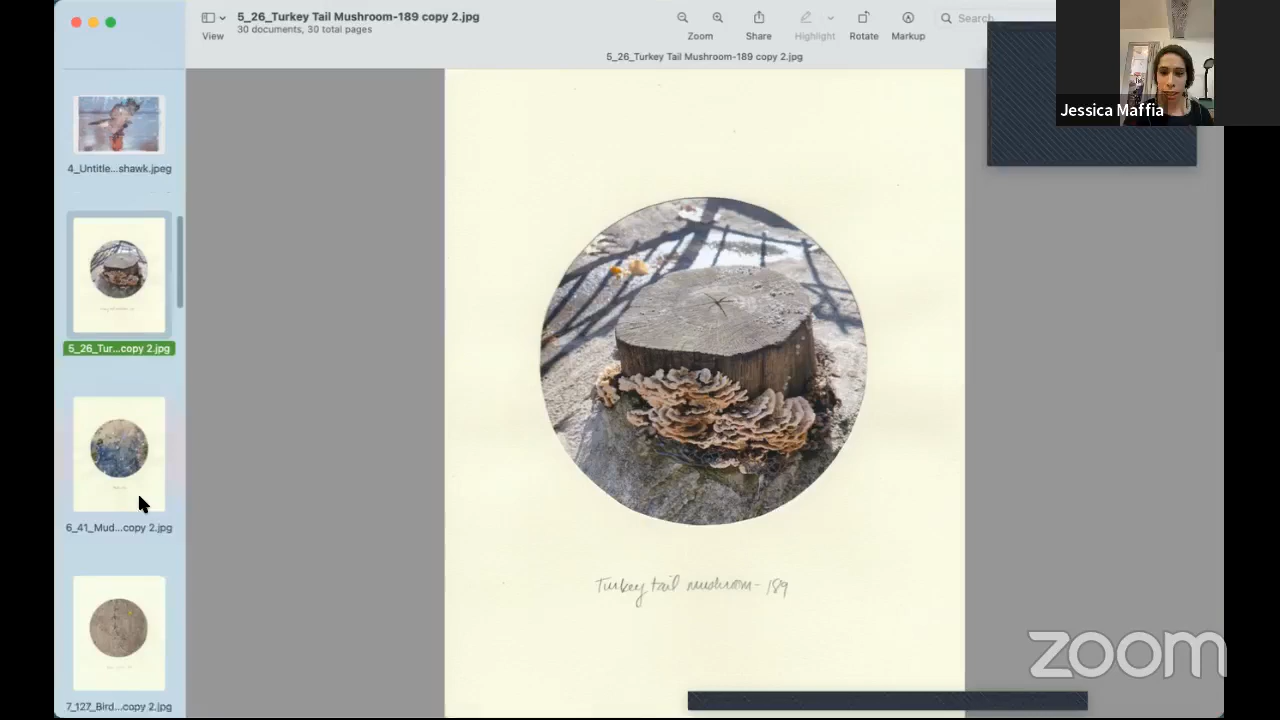 5_26_Turkey Tail Mushroom-189 copy 2.jpg
30 documents, 30 total pages
View
Zoom
Share
Highlight
Rotate
Markup
Search
5_26_Turkey Tail Mushroom-189 copy 2.jpg
Jessica Maffia
4_Untitle...shawk.jpeg
5_26_Tur...copy 2.jpg
6_41_Mud...copy 2.jpg
7_127_Bird...copy 2.jpg
Turkey tail mushroom - 189
zoom